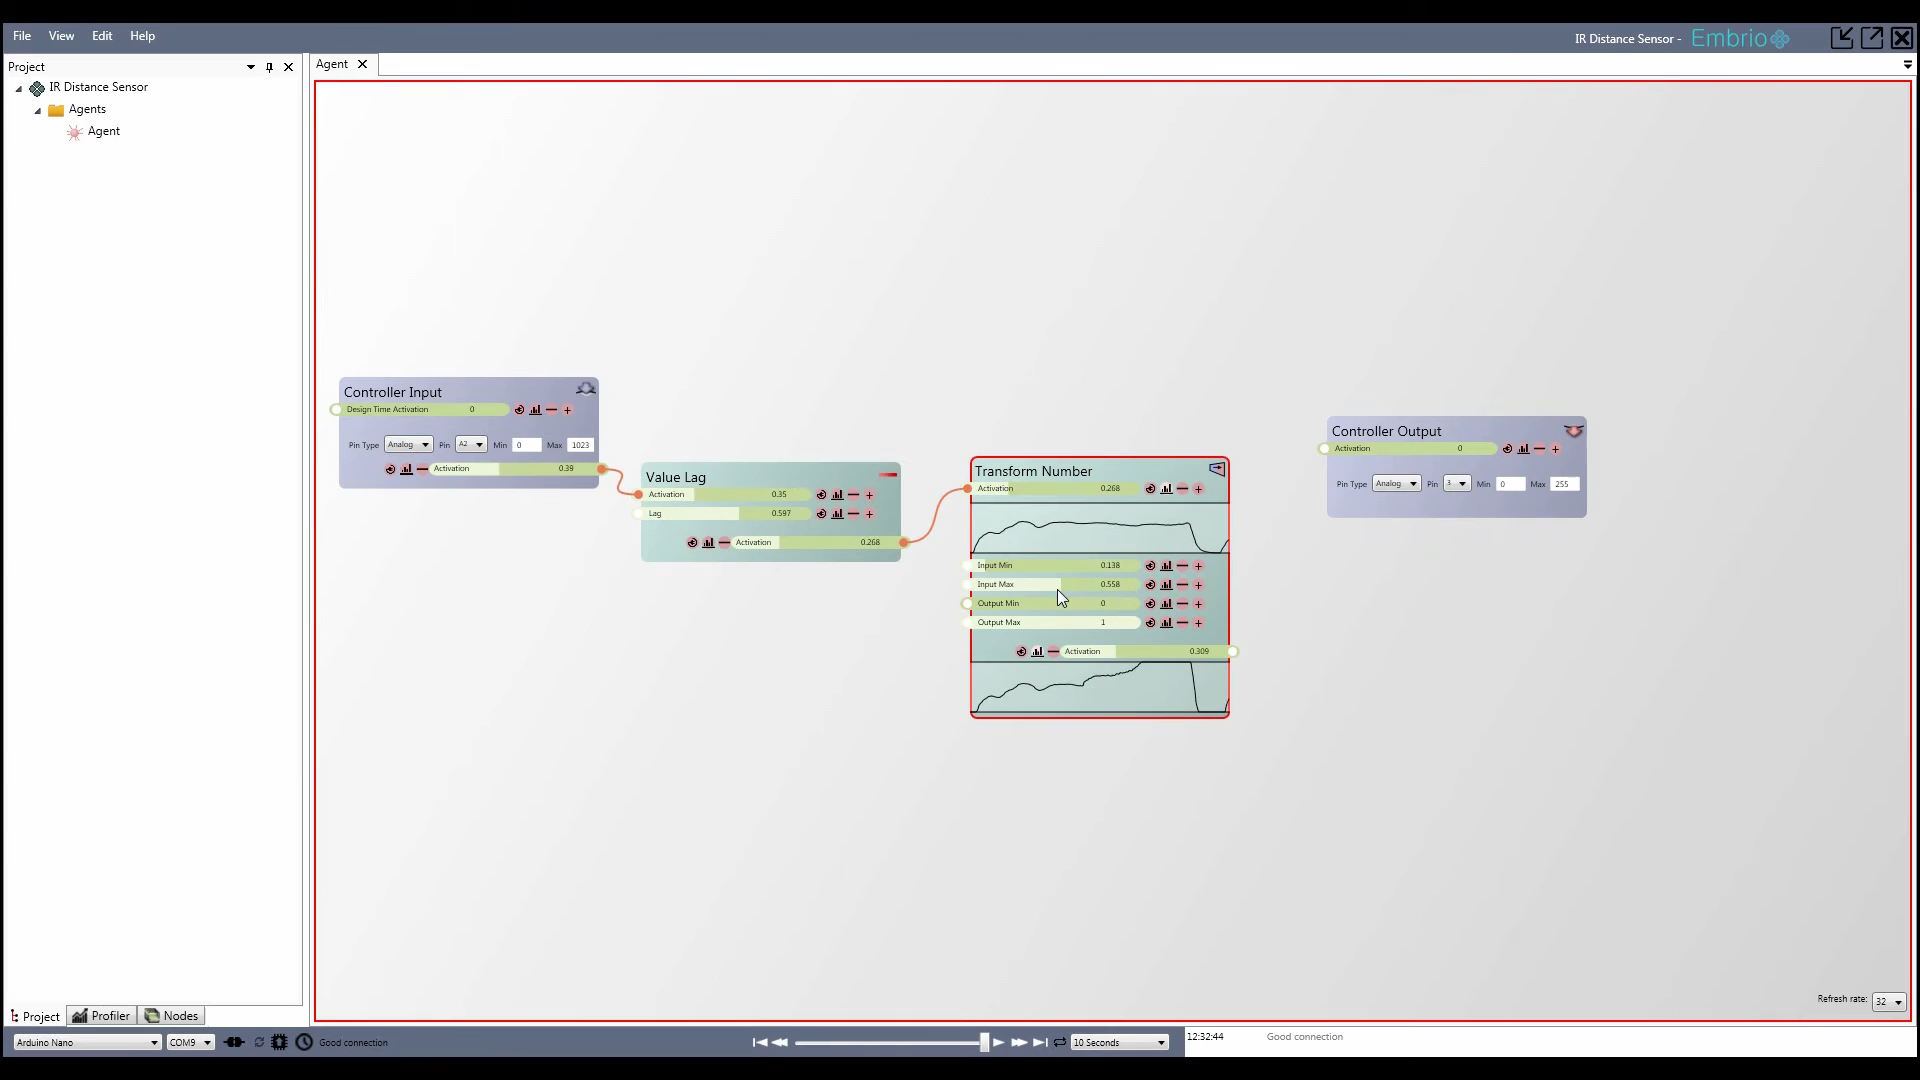 File View Edit Help
IR Distance Sensor - Embrio
Project
Agent
IR Distance Sensor
Agents
Agent
Controller Input
Design Time Activation 0
Pin Type Analog Pin A2 Min 0 Max 1023
Activation 0.39
Value Lag
Activation 0.35
Lag 0.597
Activation 0.268
Transform Number
Activation 0.268
Input Min 0.138
Input Max 0.558
Output Min 0
Output Max 1
Activation 0.309
Controller Output
Activation 0
Pin Type Analog Pin 3 Min 0 Max 255
Refresh rate: 32
Project Profiler Nodes
Arduino Nano COM9 Good connection 10 Seconds 12:32:44 Good connection